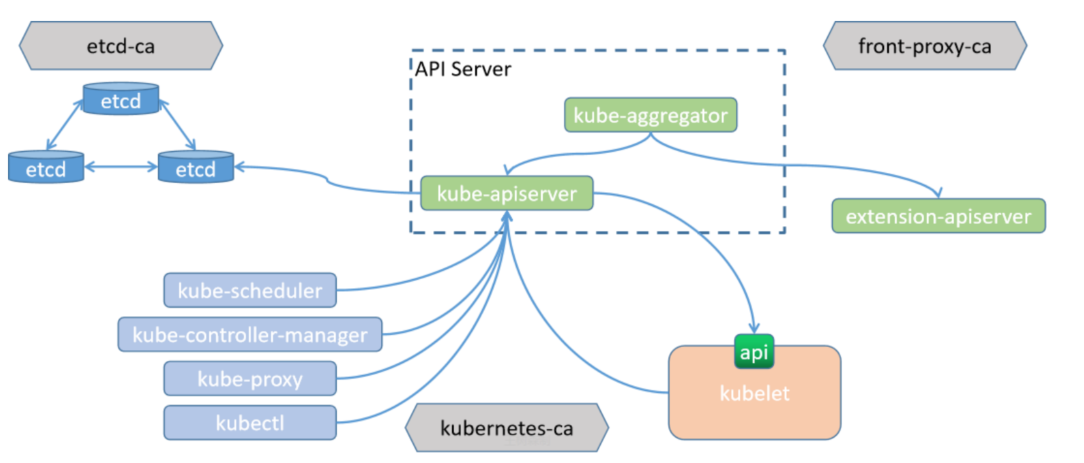 etcd-ca
front-proxy-ca
API Server
etcd
kube-aggregator
etcd
etcd
kube-apiserver
extension-apiserver
kube-scheduler
kube-controller-manager
api
kube-proxy
kubelet
kubectl
kubernetes-ca